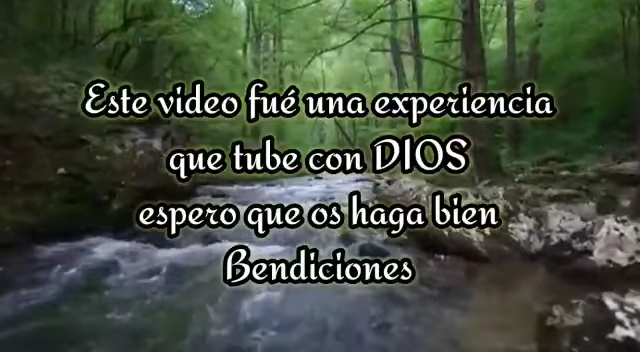 Este video fué una experiencia
que tube con DIOS
espero que os haga bien
Bendiciones